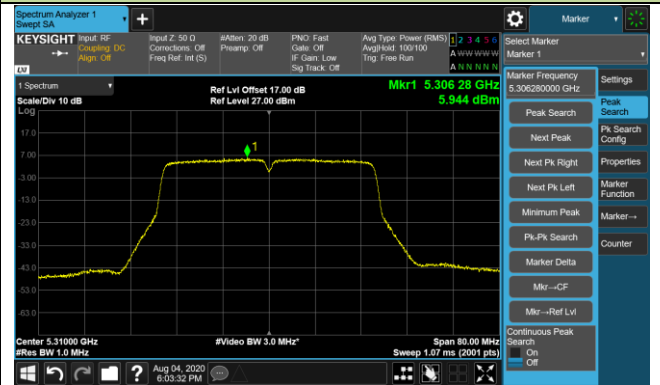 Spectrum Analyzer 1
Swept SA
Marker
KEYSIGHT
Input: RF
Coupling: DC
Align: Off
Input Z: 50 Ω
Corrections: Off
Freq Ref: Int (S)
#Atten: 20 dB
Preamp: Off
PNO: Fast
Gate: Off
IF Gain: Low
Sig Track: Off
Avg Type: Power (RMS)
Avg|Hold: 100/100
Trig: Free Run
1 2 3 4 5 6
A W W W W W
A N N N N N
LXI
Select Marker
Marker 1
1 Spectrum
Scale/Div 10 dB
Log
Ref Lvl Offset 17.00 dB
Ref Level 27.00 dBm
Mkr1 5.306 28 GHz
5.944 dBm
17.0
7.00
-3.00
-13.0
-23.0
-33.0
-43.0
-53.0
-63.0
1
Center 5.31000 GHz
#Res BW 1.0 MHz
#Video BW 3.0 MHz*
Span 80.00 MHz
Sweep 1.07 ms (2001 pts)
Marker Frequency
5.306280000 GHz
Peak Search
Next Peak
Next Pk Right
Next Pk Left
Minimum Peak
Pk-Pk Search
Marker Delta
Mkr→CF
Mkr→Ref Lvl
Continuous Peak
Search
On
Off
Settings
Peak
Search
Pk Search
Config
Properties
Marker
Function
Marker→
Counter
?
Aug 04, 2020
6:03:32 PM